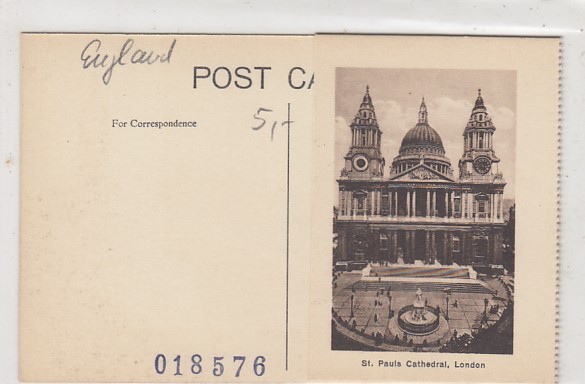 England
POST CA
For Correspondence
5,-
018576
St. Pauls Cathedral, London